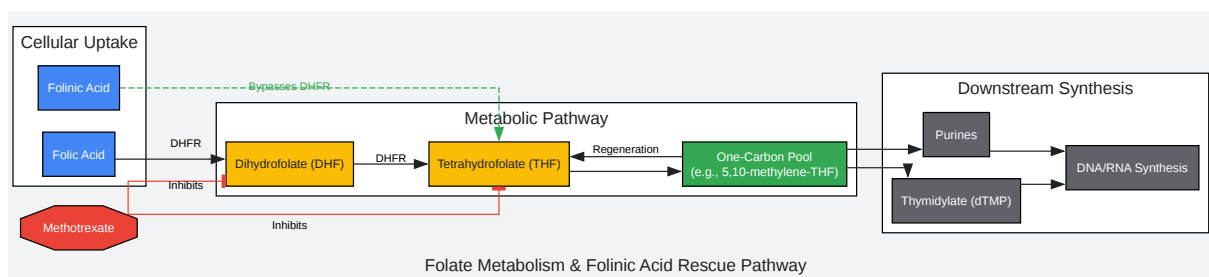 Cellular Uptake
Folinic Acid
Bypasses DHFR
Folic Acid
DHFR
Inhibits
Methotrexate
Inhibits
Metabolic Pathway
Dihydrofolate (DHF)
DHFR
Tetrahydrofolate (THF)
Regeneration
One-Carbon Pool
(e.g., 5,10-methylene-THF)
Downstream Synthesis
Purines
Thymidylate (dTMP)
DNA/RNA Synthesis
Folate Metabolism & Folinic Acid Rescue Pathway